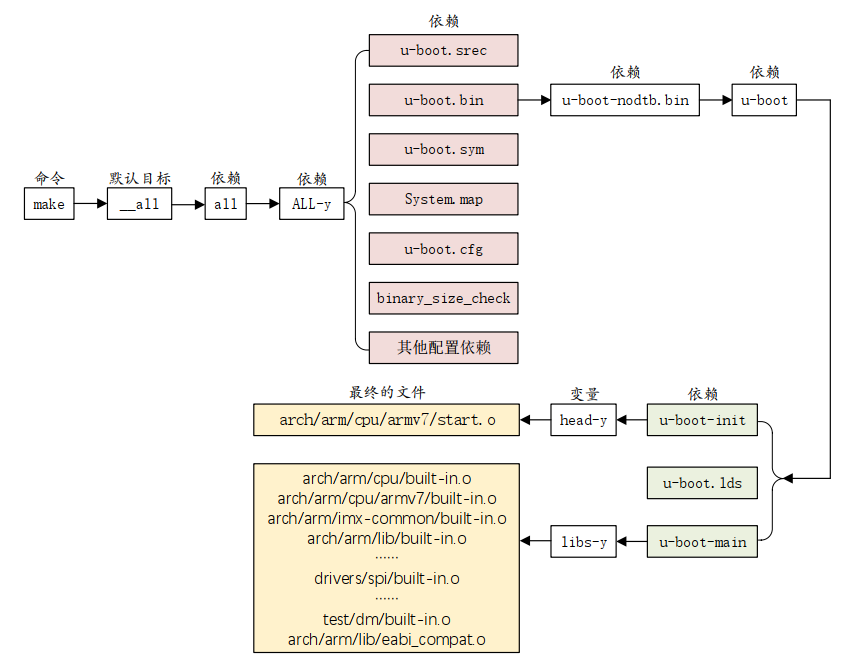 依赖
u-boot.srec
依赖
依赖
u-boot.bin
u-boot-nodtb.bin
u-boot
u-boot.sym
命令
默认目标
依赖
依赖
make
__all
all
ALL-y
System.map
u-boot.cfg
binary_size_check
其他配置依赖
最终的文件
变量
依赖
arch/arm/cpu/armv7/start.o
head-y
u-boot-init
u-boot.lds
arch/arm/cpu/built-in.o
arch/arm/cpu/armv7/built-in.o
arch/arm/imx-common/built-in.o
arch/arm/lib/built-in.o
······
drivers/spi/built-in.o
······
test/dm/built-in.o
arch/arm/lib/eabi_compat.o
libs-y
u-boot-main